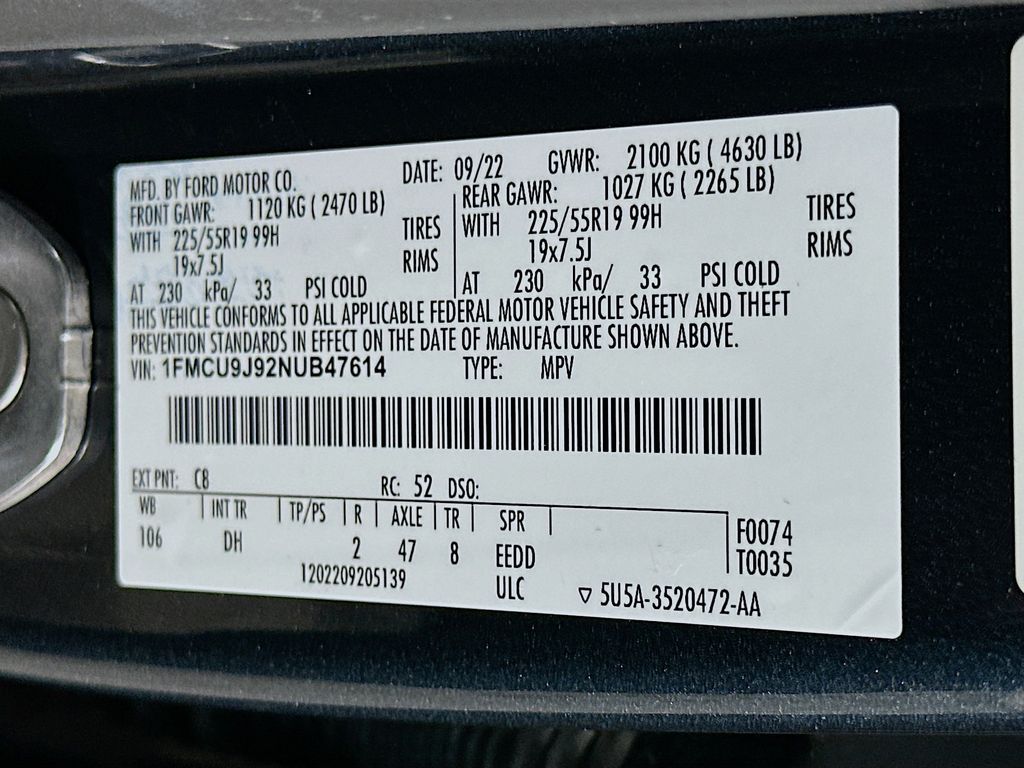 MFD. BY FORD MOTOR CO. DATE: 09/22 GVWR: 2100 KG ( 4630 LB)
FRONT GAWR: 1120 KG ( 2470 LB) REAR GAWR: 1027 KG ( 2265 LB)
WITH 225/55R19 99H TIRES WITH 225/55R19 99H TIRES
19x7.5J RIMS 19x7.5J RIMS
AT 230 kPa/ 33 PSI COLD AT 230 kPa/ 33 PSI COLD
THIS VEHICLE CONFORMS TO ALL APPLICABLE FEDERAL MOTOR VEHICLE SAFETY AND THEFT
PREVENTION STANDARDS IN EFFECT ON THE DATE OF MANUFACTURE SHOWN ABOVE.
VIN: 1FMCU9J92NUB47614 TYPE: MPV
EXT PNT: C8 RC: 52 DSO:
WB INT TR TP/PS R AXLE TR SPR F0074
106 DH 2 47 8 EEDD T0035
1202209205139 ULC ▽ 5U5A-3520472-AA